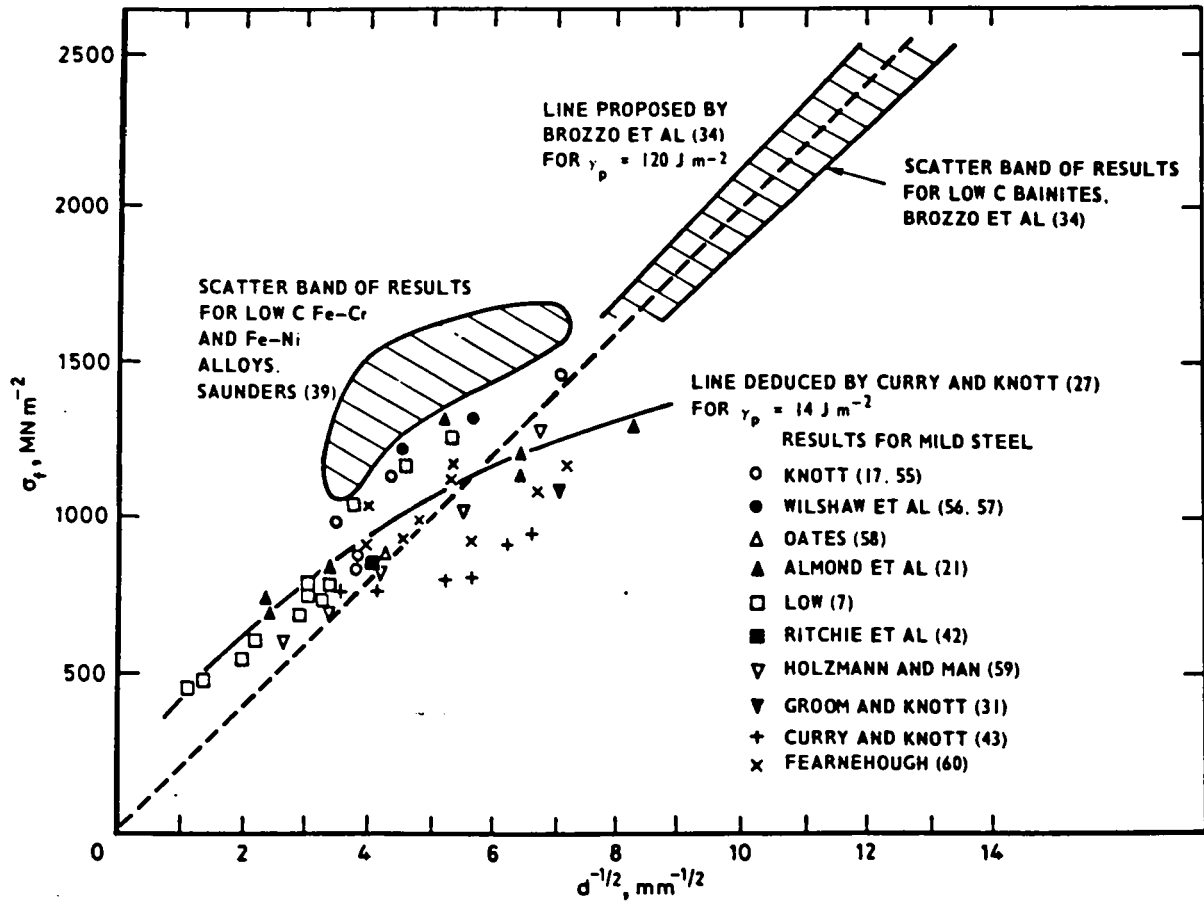 2500
2000
1500
1000
500
0
σf, MN m-2
0 2 4 6 8 10 12 14
d-1/2, mm-1/2
LINE PROPOSED BY
BROZZO ET AL (34)
FOR γp = 120 J m-2
SCATTER BAND OF RESULTS
FOR LOW C BAINITES.
BROZZO ET AL (34)
SCATTER BAND OF RESULTS
FOR LOW C Fe-Cr
AND Fe-Ni
ALLOYS.
SAUNDERS (39)
LINE DEDUCED BY CURRY AND KNOTT (27)
FOR γp = 14 J m-2
RESULTS FOR MILD STEEL
KNOTT (17. 55)
WILSHAW ET AL (56. 57)
OATES (58)
ALMOND ET AL (21)
LOW (7)
RITCHIE ET AL (42)
HOLZMANN AND MAN (59)
GROOM AND KNOTT (31)
CURRY AND KNOTT (43)
FEARNEHOUGH (60)